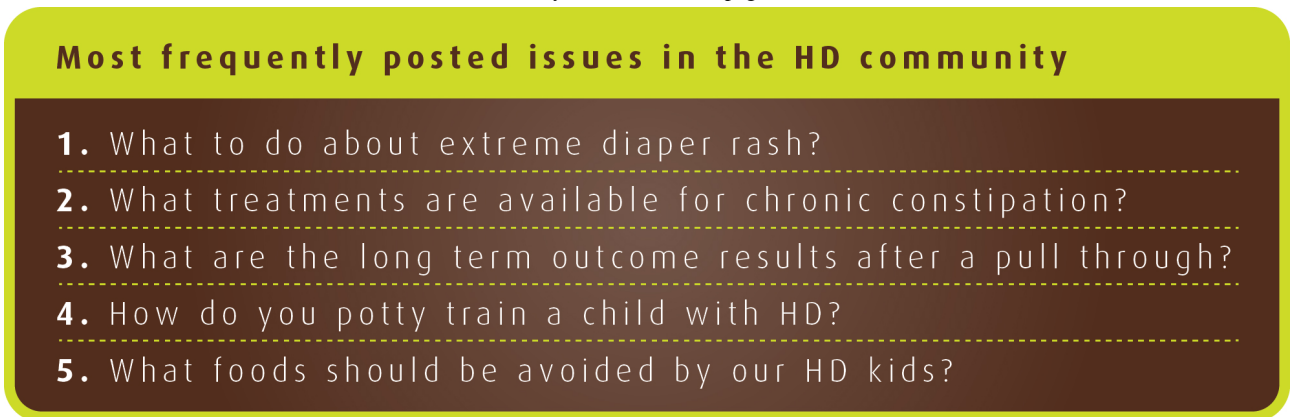 Most frequently posted issues in the HD community
1. What to do about extreme diaper rash?
2. What treatments are available for chronic constipation?
3. What are the long term outcome results after a pull through?
4. How do you potty train a child with HD?
5. What foods should be avoided by our HD kids?